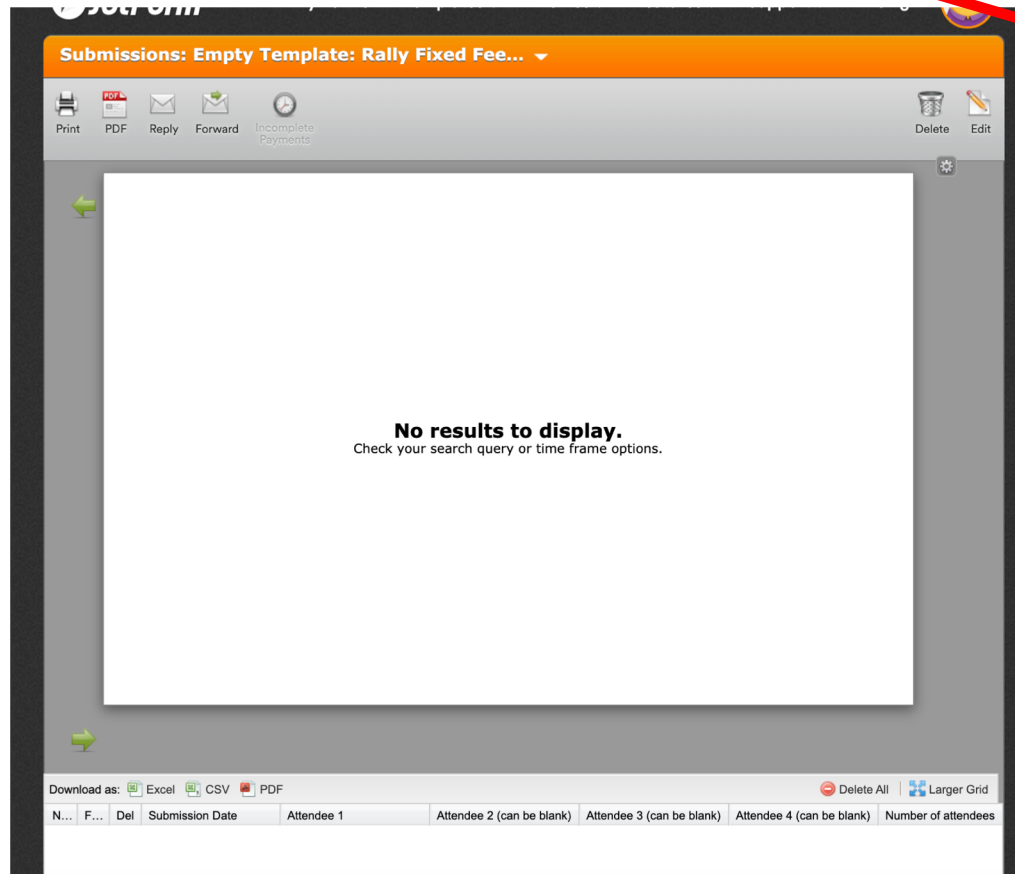 JotForm
Submissions: Empty Template: Rally Fixed Fee...
Print PDF Reply Forward Incomplete Payments Delete Edit
No results to display.
Check your search query or time frame options.
Download as: Excel CSV PDF Delete All Larger Grid
N... F... Del Submission Date Attendee 1 Attendee 2 (can be blank) Attendee 3 (can be blank) Attendee 4 (can be blank) Number of attendees